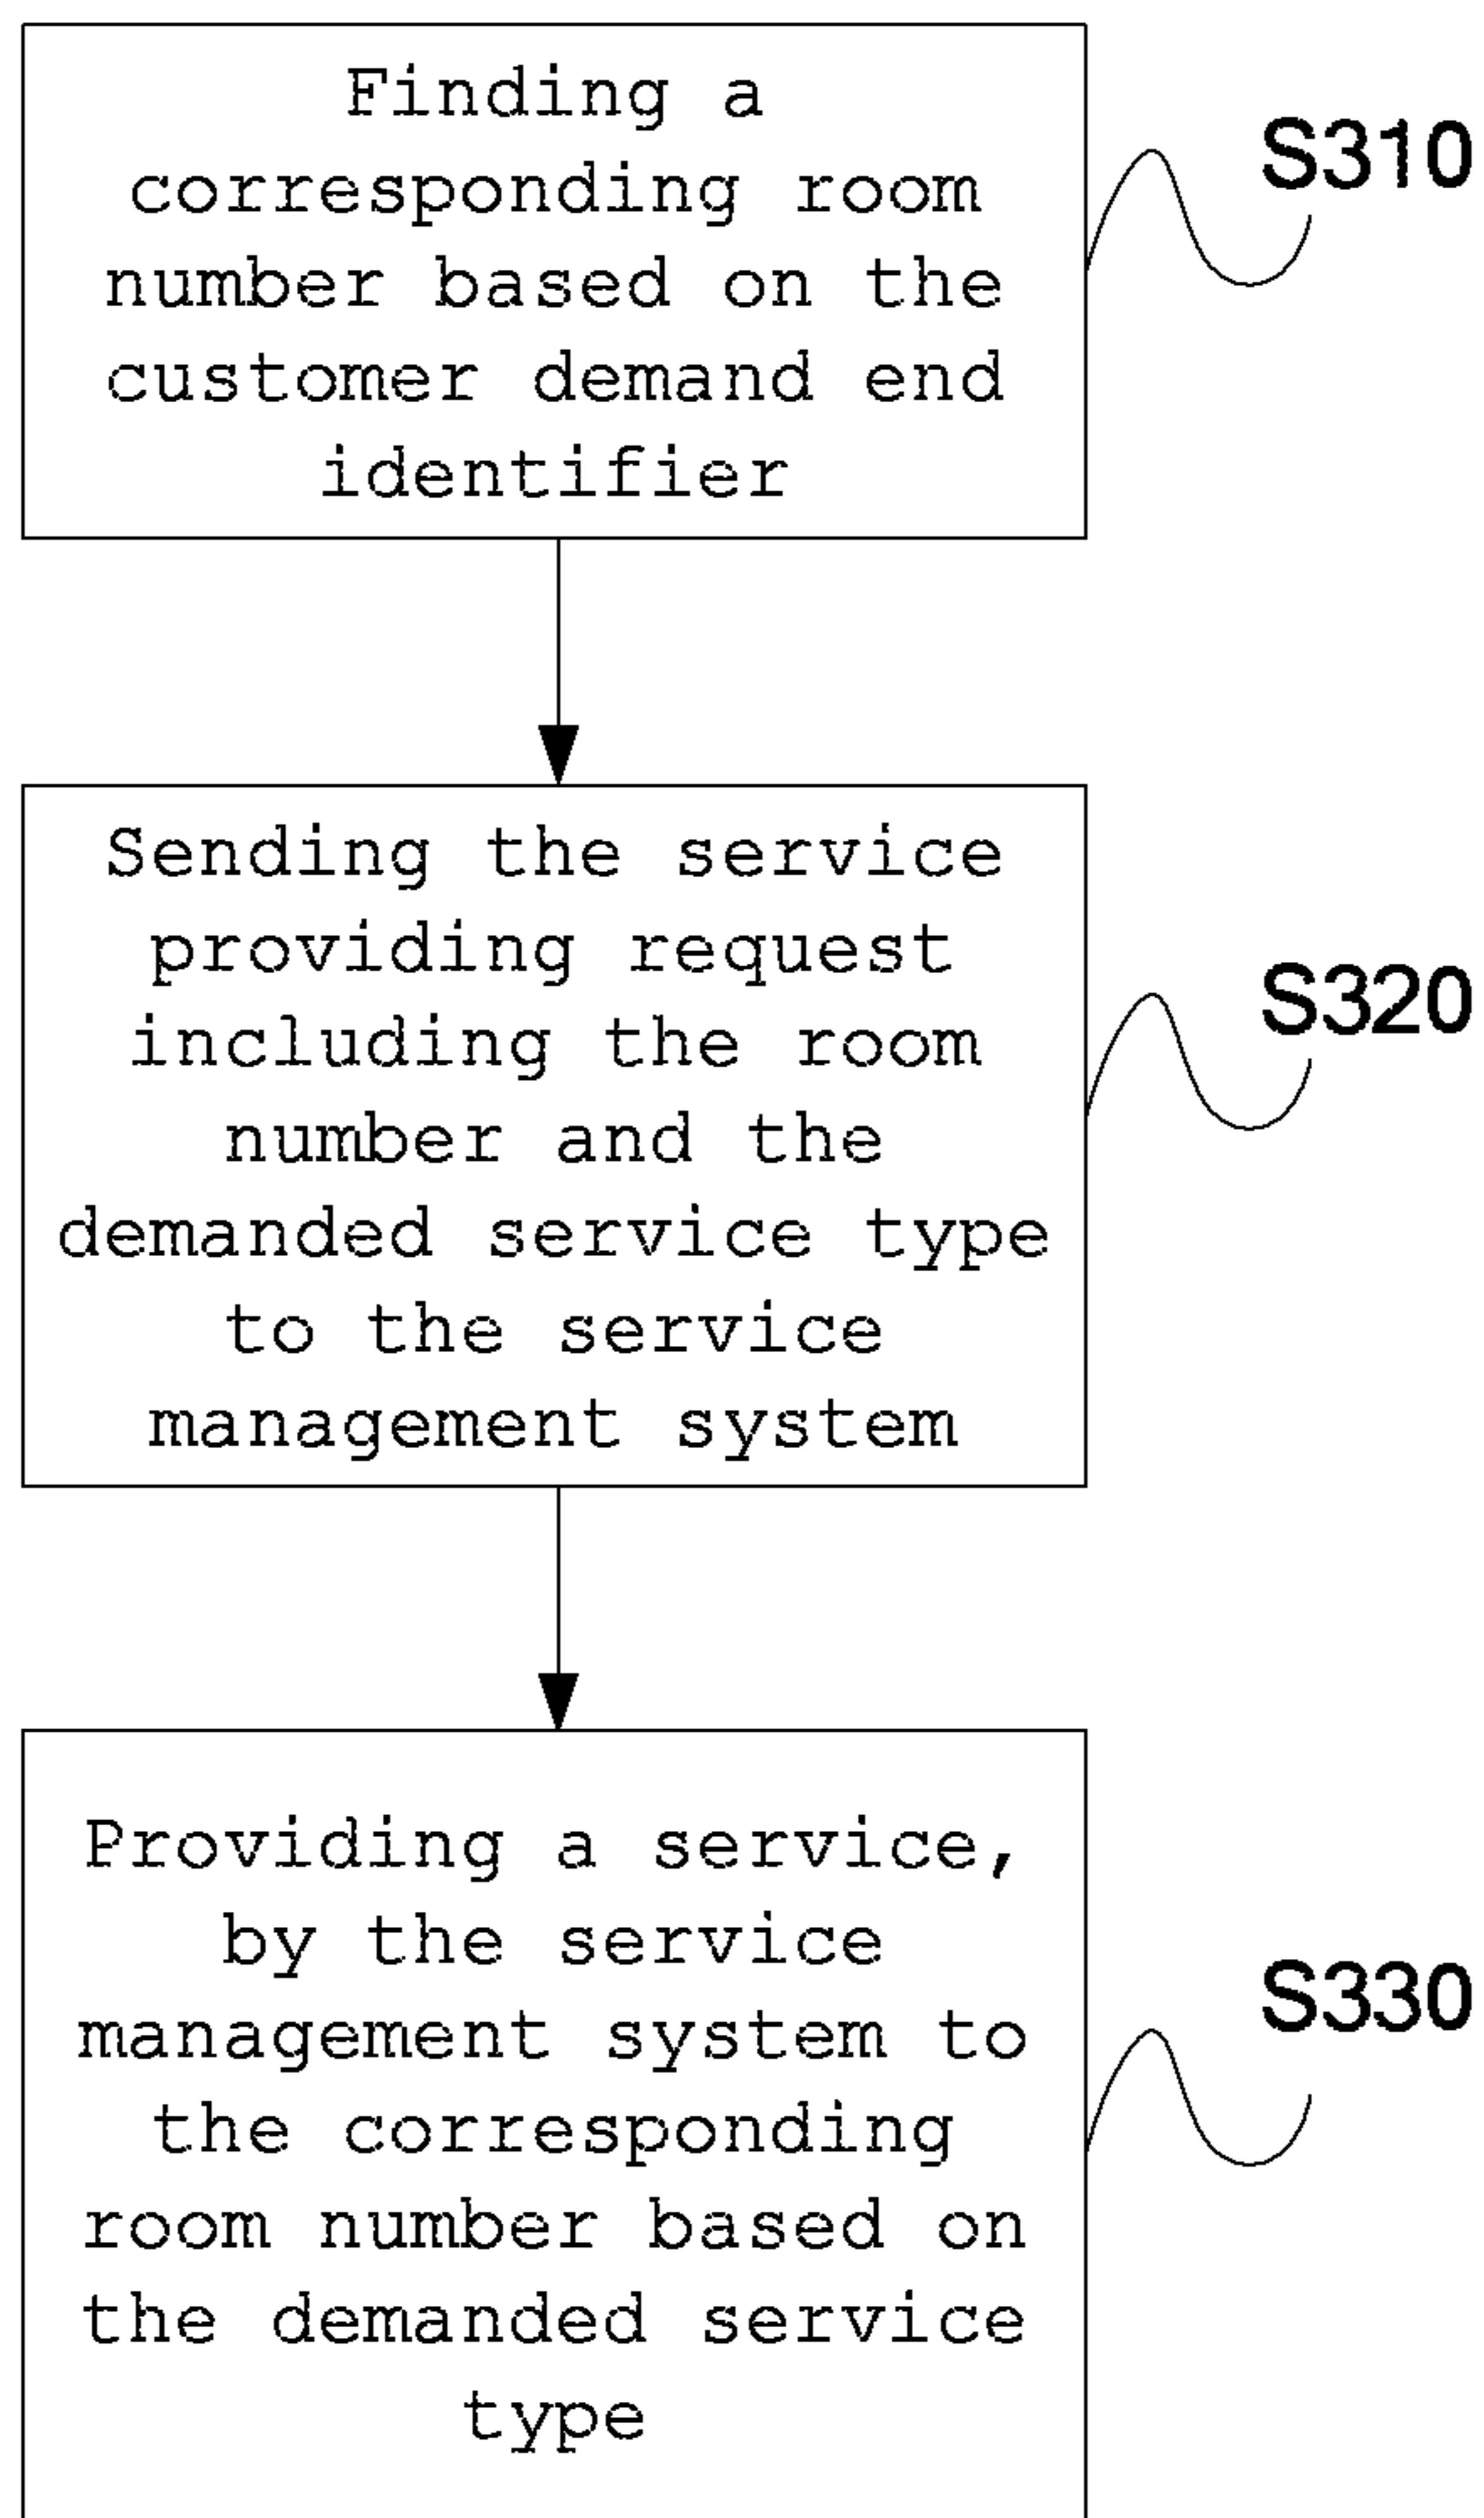 Finding a
corresponding room
number based on the
customer demand end
identifier
S310
Sending the service
providing request
including the room
number and the
demanded service type
to the service
management system
S320
Providing a service,
by the service
management system to
the corresponding
room number based on
the demanded service
type
S330